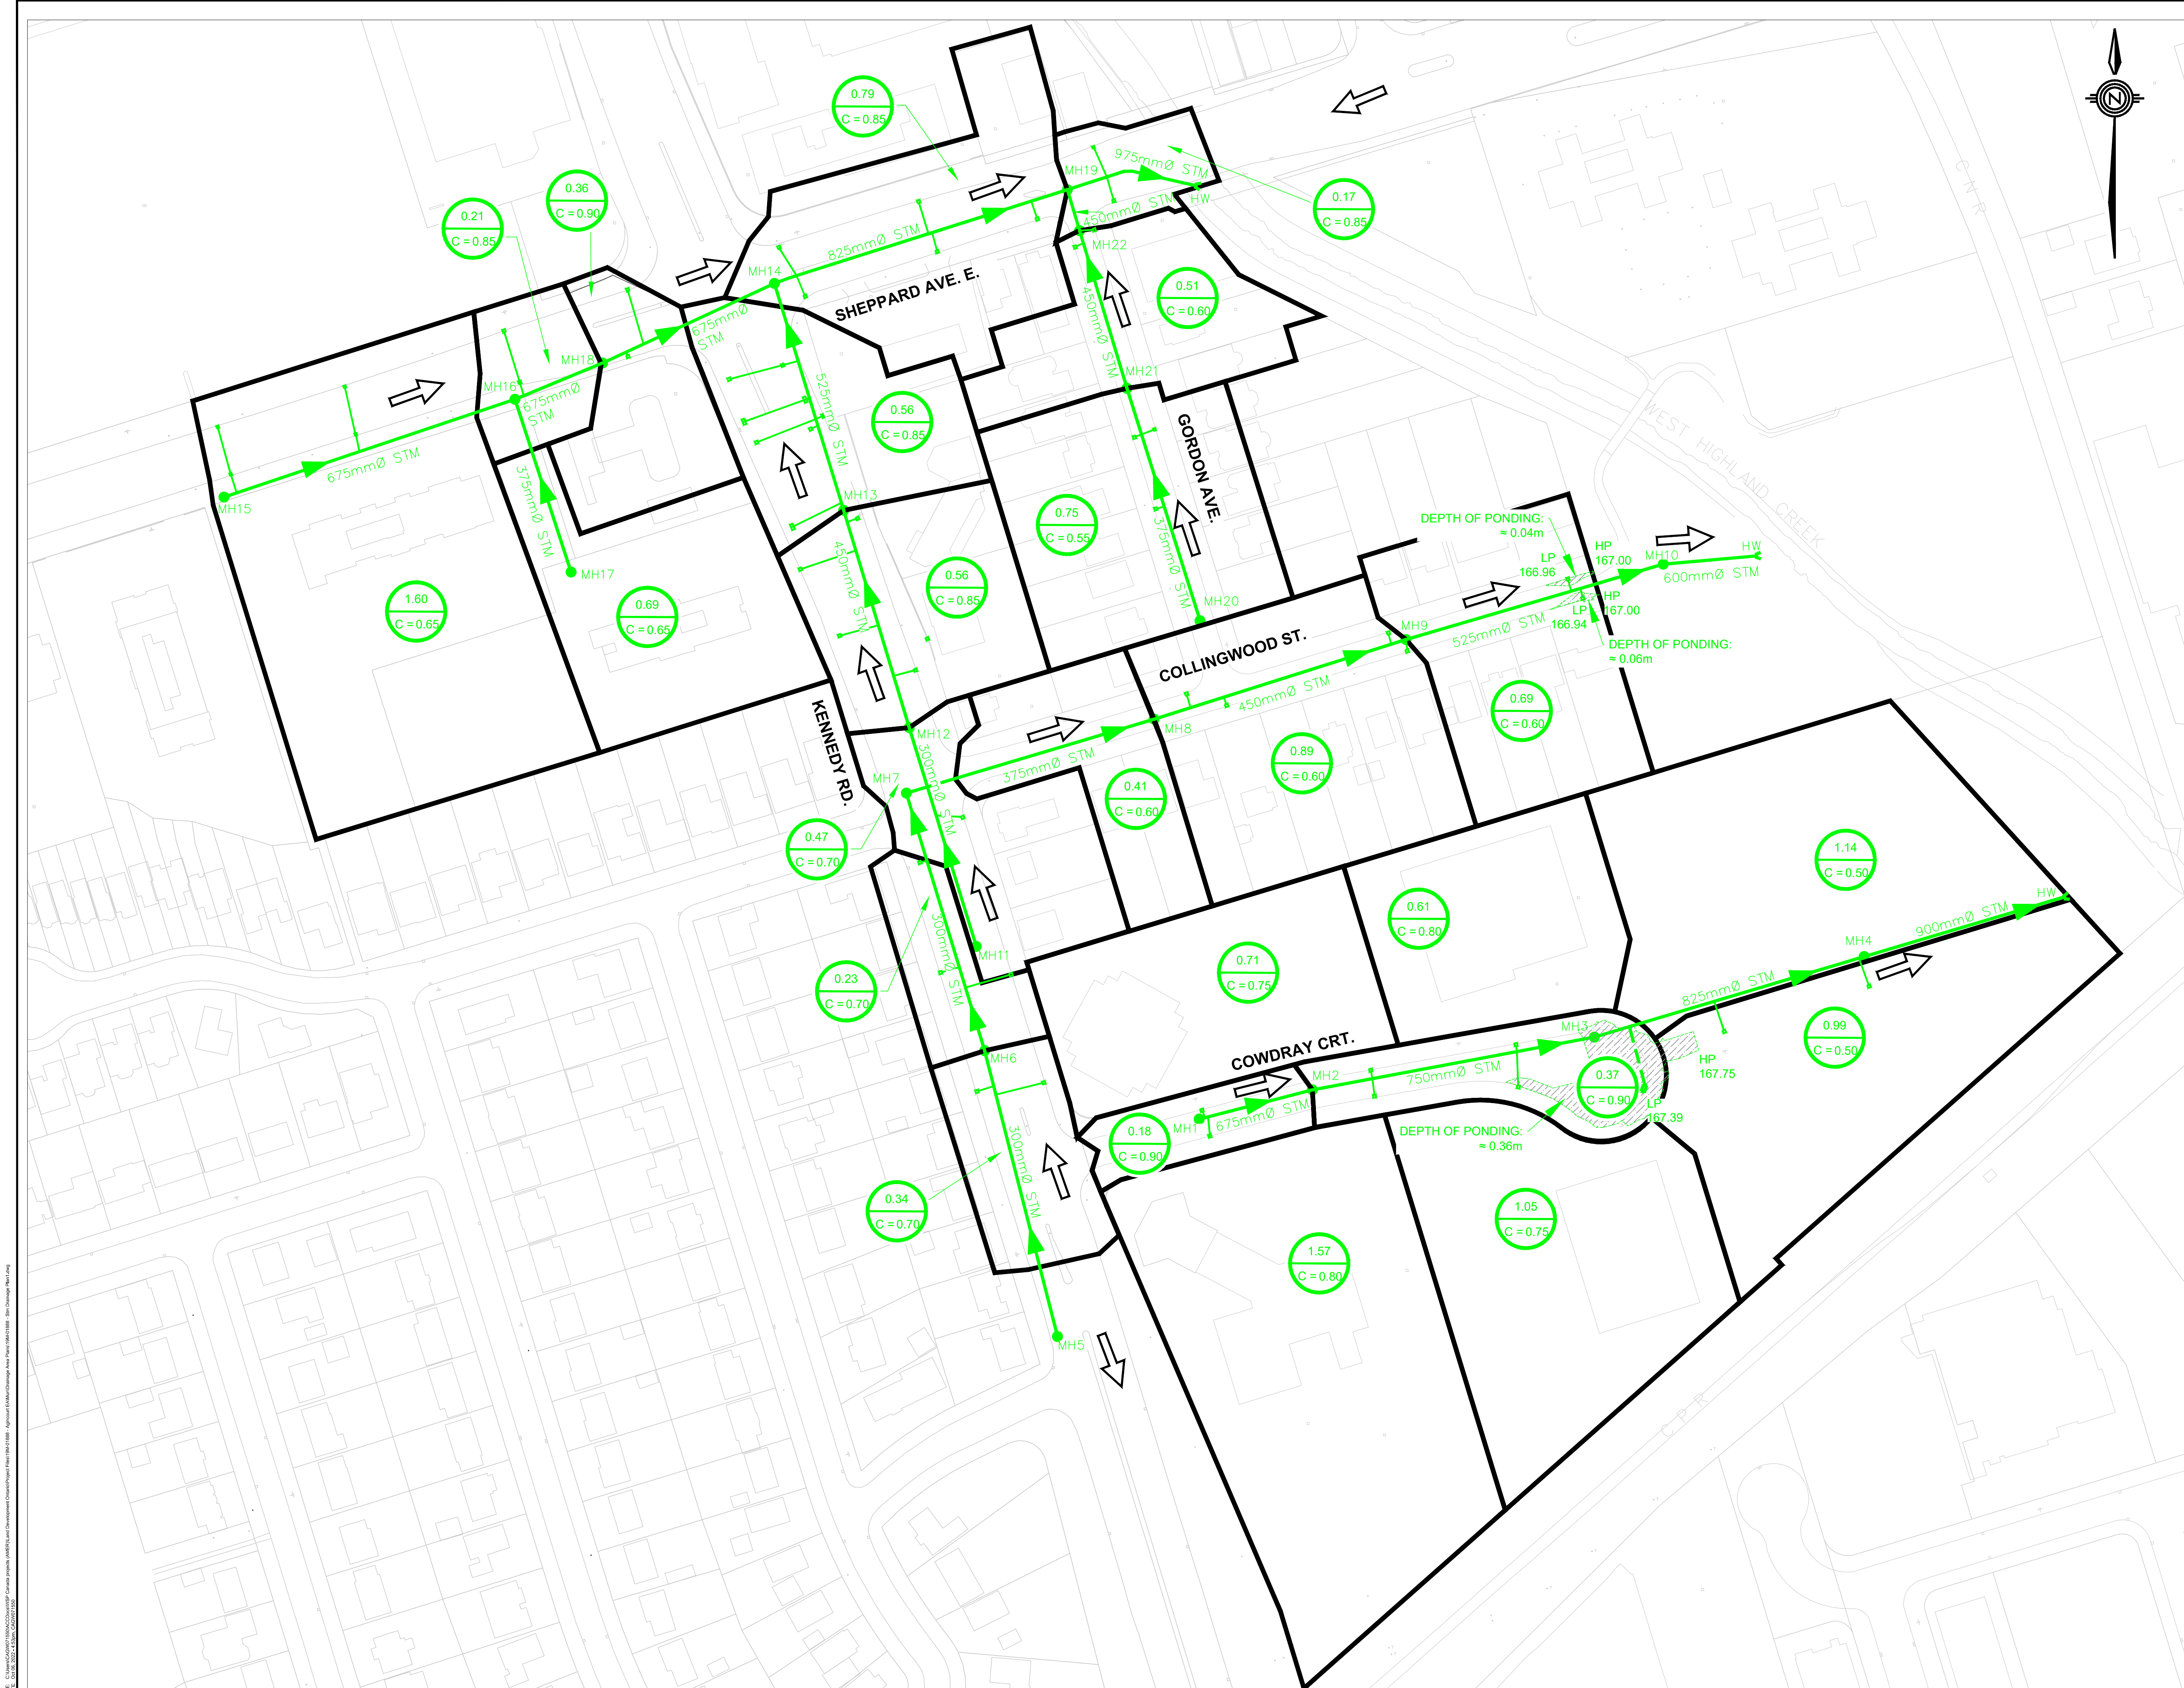 0.79
C = 0.85
0.36
C = 0.90
0.21
C = 0.85
975mmØ STM
MH19
450mmØ STM
HW
0.17
C = 0.85
N
CNR
MH22
MH14
825mmØ STM
SHEPPARD AVE. E.
0.51
C = 0.60
450mmØ STM
675mmØ
STM
MH18
MH16
675mmØ
STM
MH21
525mmØ STM
0.56
C = 0.85
GORDON AVE.
WEST HIGHLAND CREEK
675mmØ STM
MH15
375mmØ STM
MH17
MH13
0.75
C = 0.55
375mmØ STM
DEPTH OF PONDING:
≈ 0.04m
HP
167.00
LP
166.96
MH10
HW
600mmØ STM
HP
167.00
LP
166.94
DEPTH OF PONDING:
≈ 0.06m
1.60
C = 0.65
0.69
C = 0.65
450mmØ STM
0.56
C = 0.85
MH20
MH9
525mmØ STM
COLLINGWOOD ST.
450mmØ STM
0.69
C = 0.60
KENNEDY RD.
MH12
MH8
300mmØ STM
375mmØ STM
MH7
0.41
C = 0.60
0.89
C = 0.60
0.47
C = 0.70
1.14
C = 0.50
HW
900mmØ STM
0.61
C = 0.80
MH4
300mmØ STM
MH11
0.23
C = 0.70
0.71
C = 0.75
825mmØ STM
0.99
C = 0.50
MH3
MH6
COWDRAY CRT.
MH2
750mmØ STM
HP
167.75
0.37
C = 0.90
LP
167.39
MH1
675mmØ STM
0.18
C = 0.90
DEPTH OF PONDING:
≈ 0.36m
300mmØ STM
0.34
C = 0.70
1.57
C = 0.80
1.05
C = 0.75
MH5
CPR